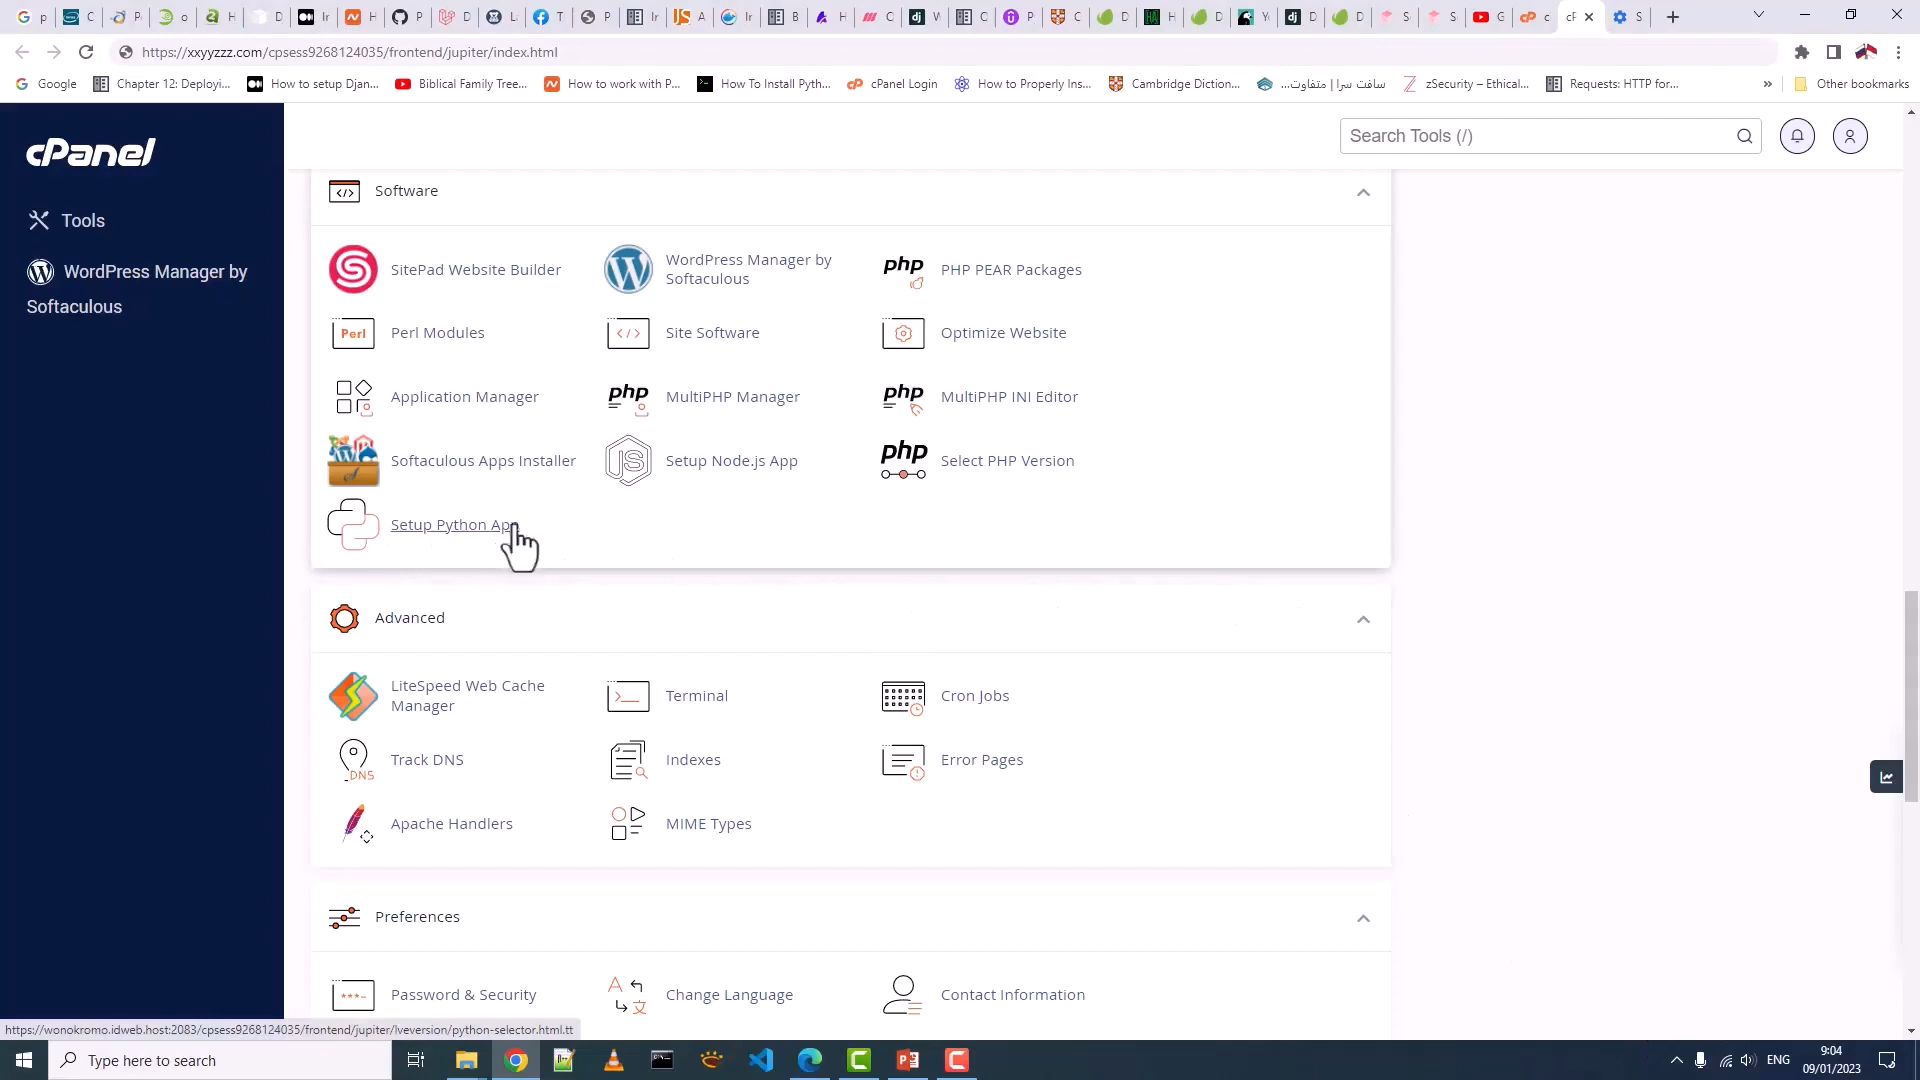 https://xxyyzzz.com/cpsess9268124035/frontend/jupiter/index.html
Google
Chapter 12: Deployi...
How to setup Djan...
Biblical Family Tree...
How to work with P...
How To Install Pyth...
cPanel Login
How to Properly Ins...
Cambridge Diction...
سافت سرا | متفاوت...
zSecurity – Ethical...
Requests: HTTP for...
»
Other bookmarks
cPanel
Search Tools (/)
Tools
WordPress Manager by
Softaculous
Software
SitePad Website Builder
WordPress Manager by
Softaculous
php
PHP PEAR Packages
Perl
Perl Modules
Site Software
Optimize Website
Application Manager
php
MultiPHP Manager
php
MultiPHP INI Editor
Softaculous Apps Installer
JS
Setup Node.js App
php
Select PHP Version
Setup Python Ap
Advanced
LiteSpeed Web Cache
Manager
Terminal
Cron Jobs
DNS
Track DNS
Indexes
Error Pages
Apache Handlers
MIME Types
Preferences
Password & Security
Change Language
Contact Information
https://wonokromo.idweb.host:2083/cpsess9268124035/frontend/jupiter/lveversion/python-selector.html.tt
Type here to search
ENG
9:04
09/01/2023